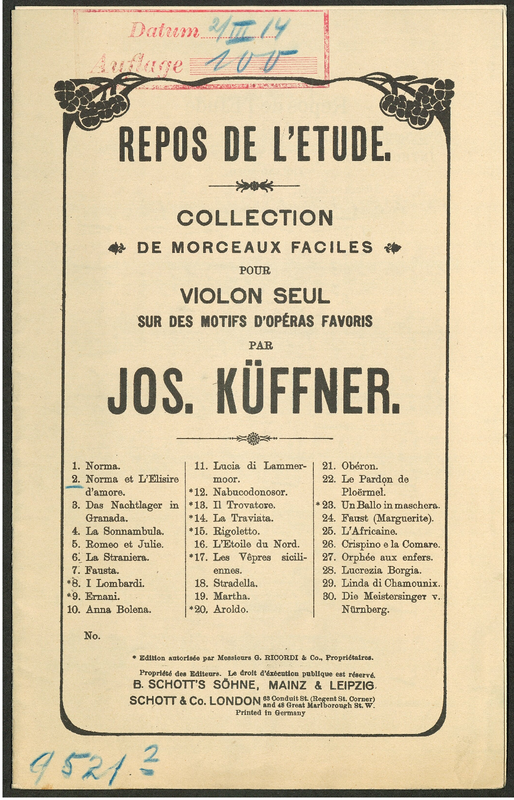 Datum 2/III 14
Auflage 100
REPOS DE L'ETUDE.
COLLECTION
DE MORCEAUX FACILES
POUR
VIOLON SEUL
SUR DES MOTIFS D'OPÉRAS FAVORIS
PAR
JOS. KÜFFNER.
1. Norma.
2. Norma et L'Elisire
d'amore.
3. Das Nachtlager in
Granada.
4. La Sonnambula.
5. Romeo et Julie.
6. La Straniera.
7. Fausta.
*8. I Lombardi.
*9. Ernani.
10. Anna Bolena.
11. Lucia di Lammer-
moor.
*12. Nabucodonosor.
*13. Il Trovatore.
*14. La Traviata.
*15. Rigoletto.
16. L'Etoile du Nord.
*17. Les Vêpres sicili-
ennes.
18. Stradella.
19. Martha.
*20. Aroldo.
21. Obéron.
22. Le Pardon de
Ploërmel.
*23. Un Ballo in maschera.
24. Faust (Marguerite).
25. L'Africaine.
26. Crispino e la Comare.
27. Orphée aux enfers.
28. Lucrezia Borgia.
29. Linda di Chamounix.
30. Die Meistersinger v.
Nürnberg.
No.
* Edition autorisée par Messieurs G. RICORDI & Co., Propriétaires.
Propriété des Editeurs. Le droit d'éxécution publique est réservé.
B. SCHOTT'S SÖHNE, MAINZ & LEIPZIG.
SCHOTT & Co. LONDON 63 Conduit St. (Regent St. Corner)
and 48 Great Marlborough St. W.
Printed in Germany
9521.2